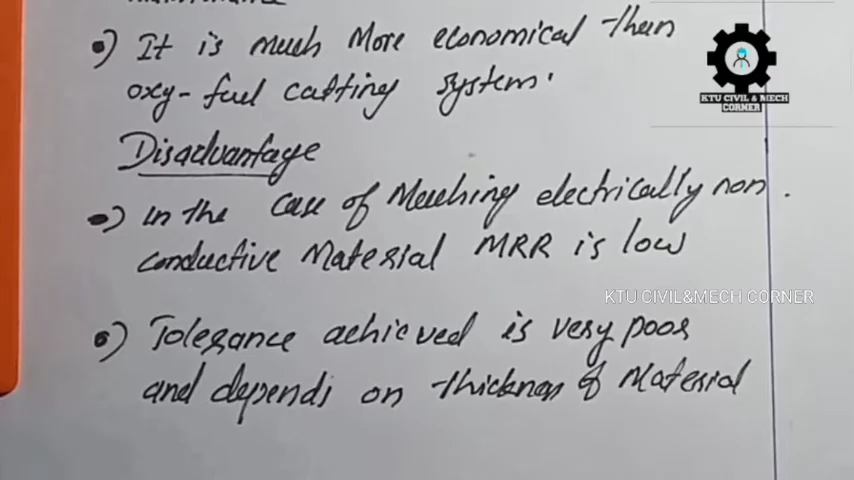 •) It is much More economical than
oxy-fuel cutting system.
Disadvantage
•) in the case of Machining electrically non
conductive Material MRR is low
•) Tolerance achieved is very poor
and depends on thickness of Material
KTU CIVIL & MECH
CORNER
KTU CIVIL&MECH CORNER